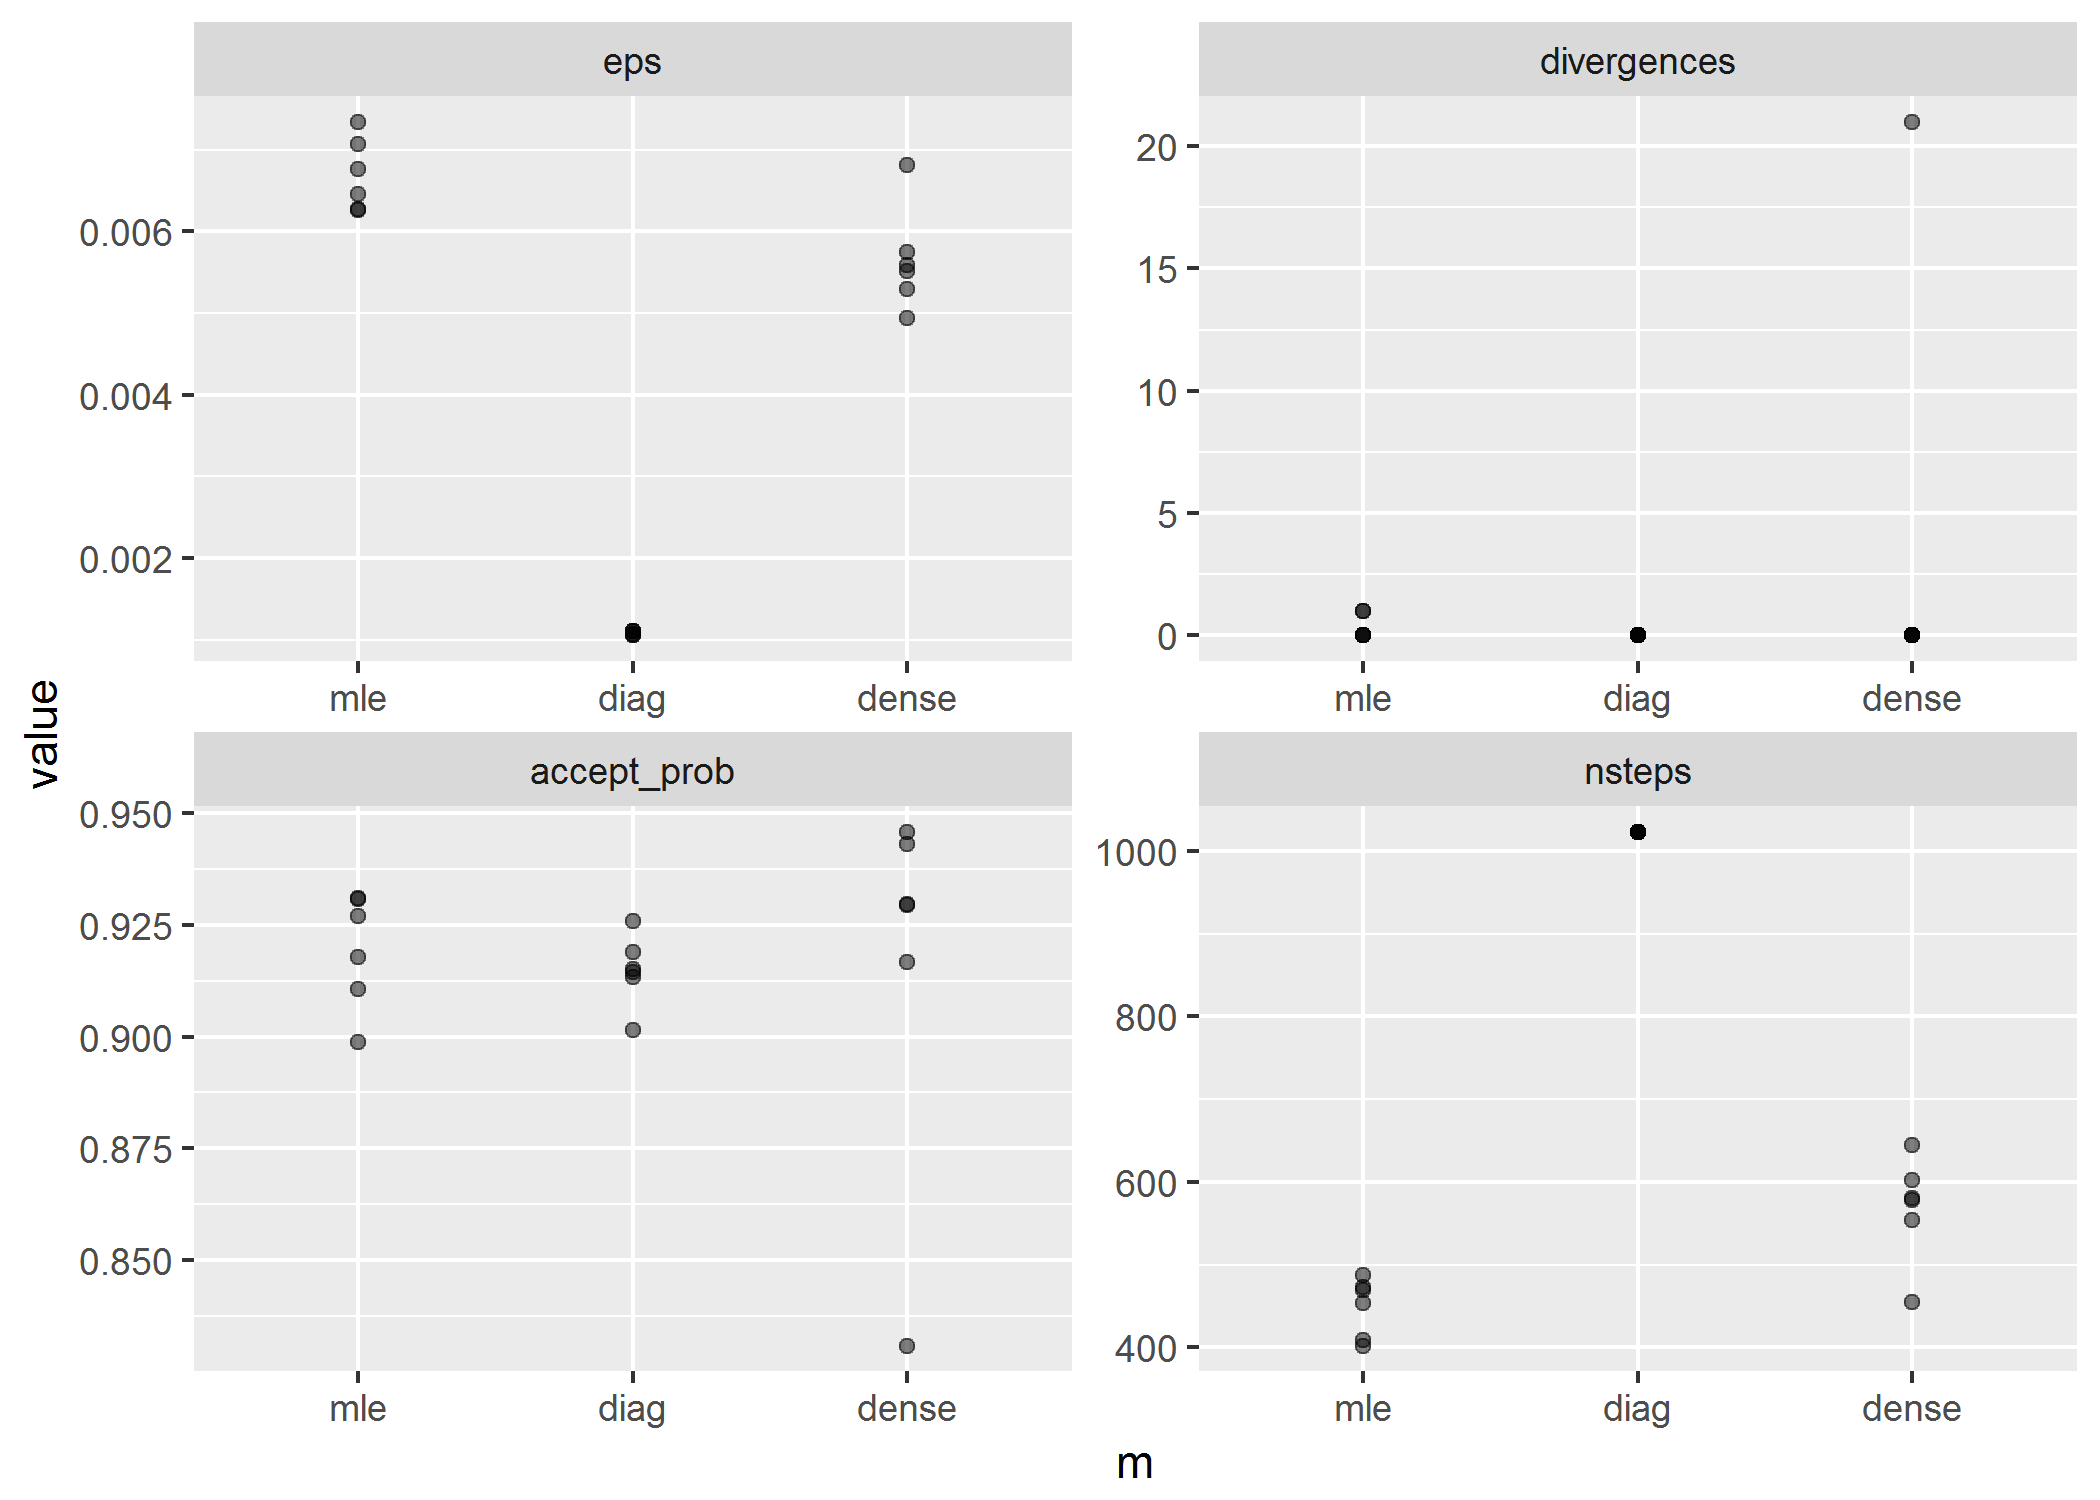 eps
divergences
0.006
0.004
0.002
20
15
10
5
0
mle diag dense
mle diag dense
value
accept_prob
nsteps
0.950
0.925
0.900
0.875
0.850
1000
800
600
400
mle diag dense
mle diag dense
m